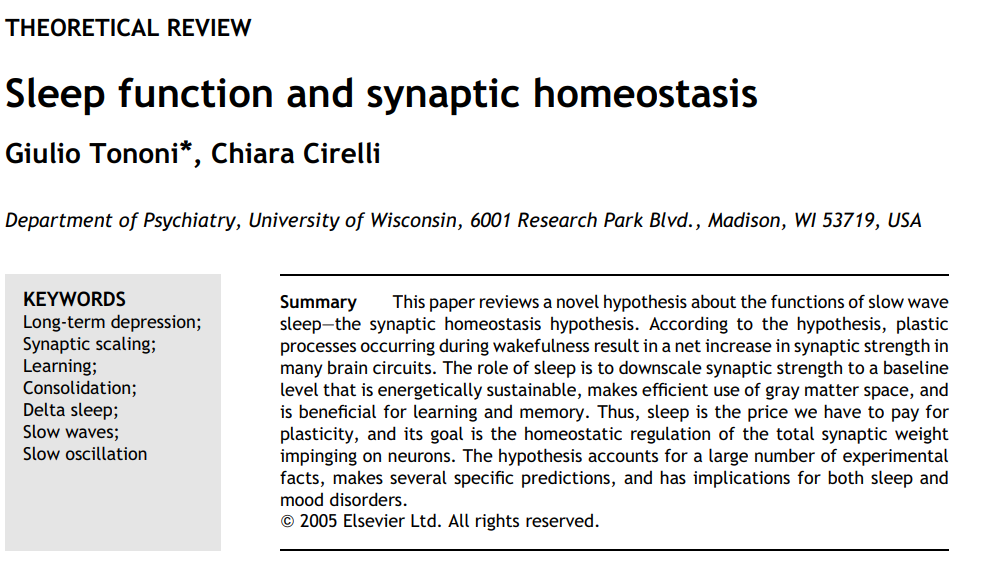 THEORETICAL REVIEW
Sleep function and synaptic homeostasis
Giulio Tononi*, Chiara Cirelli
Department of Psychiatry, University of Wisconsin, 6001 Research Park Blvd., Madison, WI 53719, USA
KEYWORDS
Long-term depression;
Synaptic scaling;
Learning;
Consolidation;
Delta sleep;
Slow waves;
Slow oscillation
Summary This paper reviews a novel hypothesis about the functions of slow wave
sleep—the synaptic homeostasis hypothesis. According to the hypothesis, plastic
processes occurring during wakefulness result in a net increase in synaptic strength in
many brain circuits. The role of sleep is to downscale synaptic strength to a baseline
level that is energetically sustainable, makes efficient use of gray matter space, and
is beneficial for learning and memory. Thus, sleep is the price we have to pay for
plasticity, and its goal is the homeostatic regulation of the total synaptic weight
impinging on neurons. The hypothesis accounts for a large number of experimental
facts, makes several specific predictions, and has implications for both sleep and
mood disorders.
© 2005 Elsevier Ltd. All rights reserved.